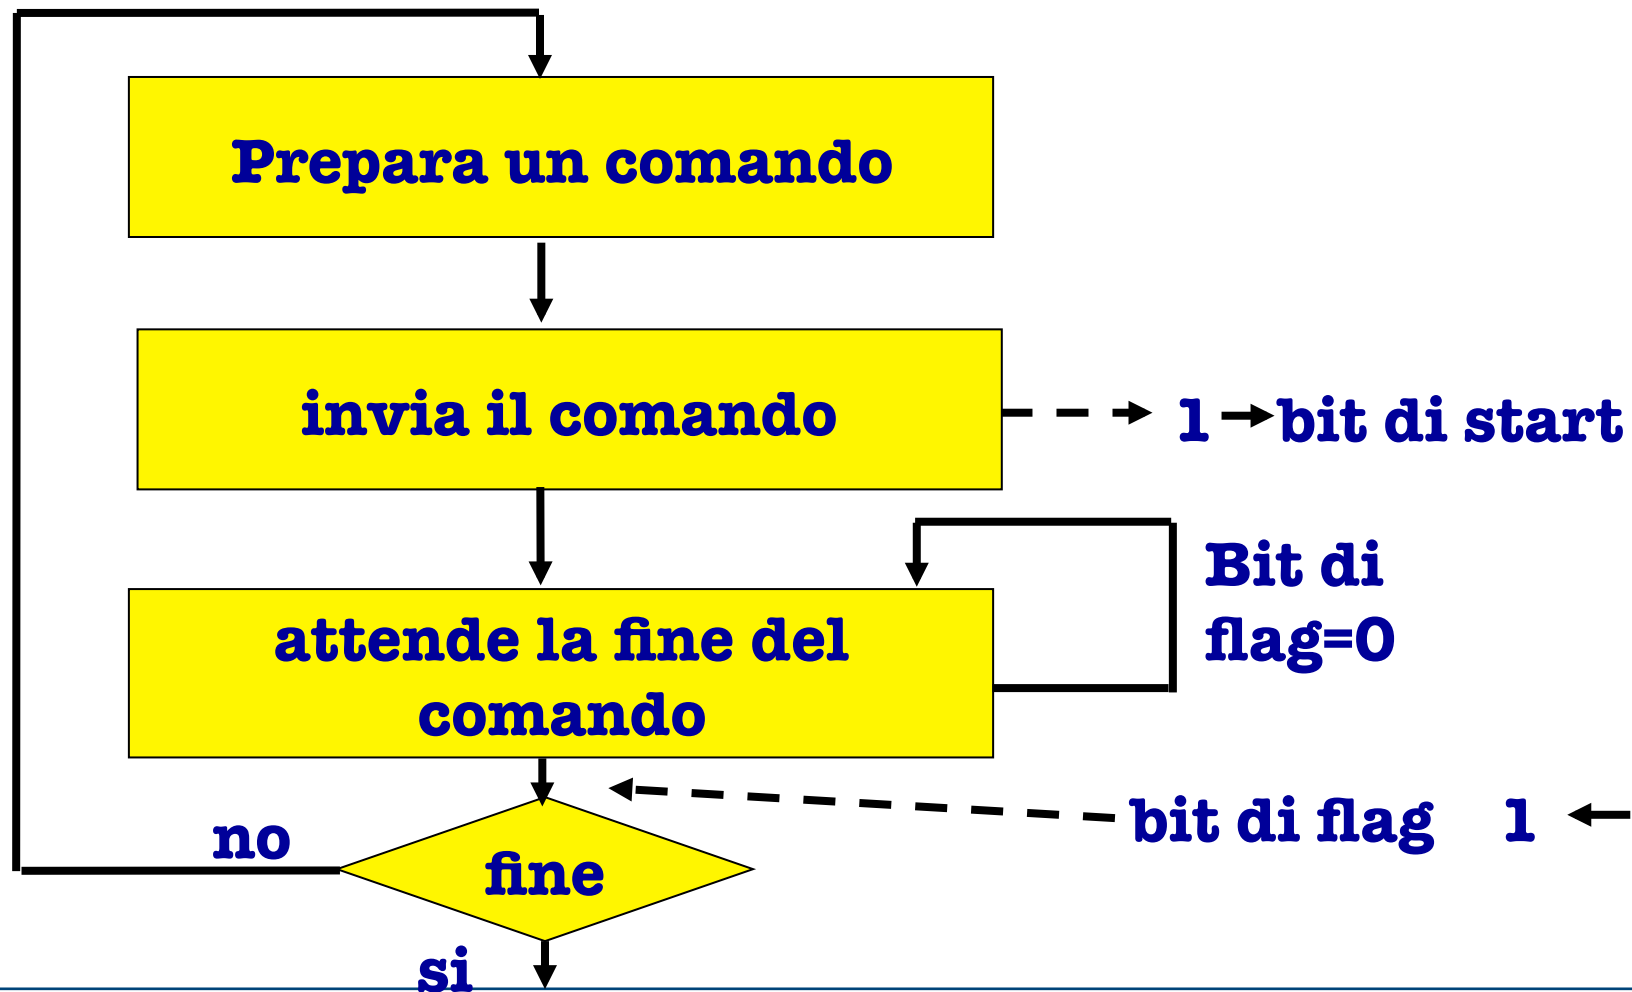 Prepara un comando
invia il comando
1 bit di start
Bit di
flag=0
attende la fine del
comando
bit di flag 1
no
fine
si